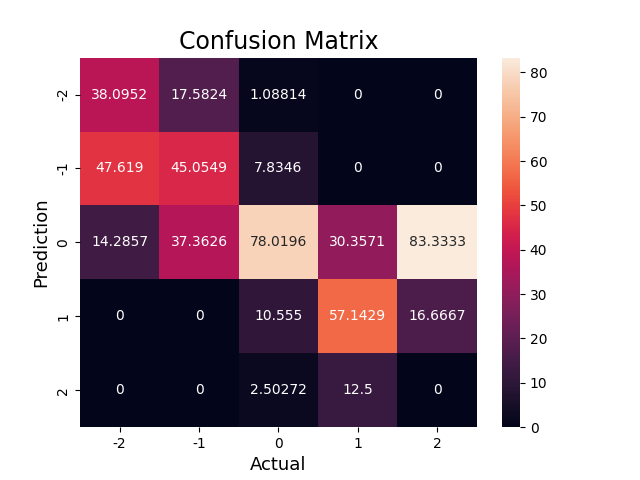 Confusion Matrix
-2 38.0952 17.5824 1.08814 0 0
-1 47.619 45.0549 7.8346 0 0
0 14.2857 37.3626 78.0196 30.3571 83.3333
1 0 0 10.555 57.1429 16.6667
2 0 0 2.50272 12.5 0
-2 -1 0 1 2
Prediction
Actual
80
70
60
50
40
30
20
10
0